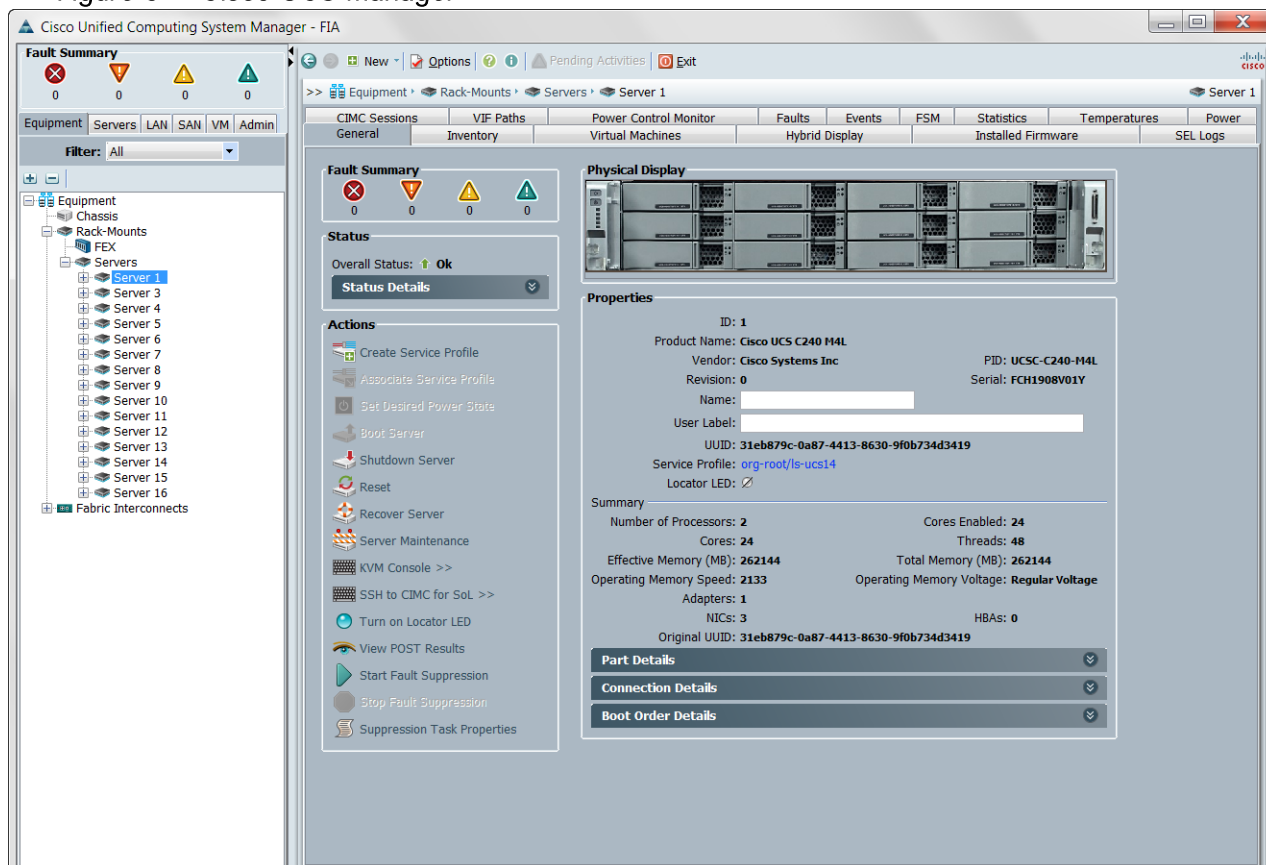 Figure 5 Cisco UCS Manager
Cisco Unified Computing System Manager - FIA
Fault Summary
0 0 0 0
Equipment Servers LAN SAN VM Admin
Filter: All
Equipment
Chassis
Rack-Mounts
FEX
Servers
Server 1
Server 3
Server 4
Server 5
Server 6
Server 7
Server 8
Server 9
Server 10
Server 11
Server 12
Server 13
Server 14
Server 15
Server 16
Fabric Interconnects
New Options Pending Activities Exit
CISCO
>> Equipment Rack-Mounts Servers Server 1 Server 1
CIMC Sessions VIF Paths Power Control Monitor Faults Events FSM Statistics Temperatures Power
General Inventory Virtual Machines Hybrid Display Installed Firmware SEL Logs
Fault Summary
0 0 0 0
Status
Overall Status: Ok
Status Details
Actions
Create Service Profile
Associate Service Profile
Set Desired Power State
Boot Server
Shutdown Server
Reset
Recover Server
Server Maintenance
KVM Console >>
SSH to CIMC for SoL >>
Turn on Locator LED
View POST Results
Start Fault Suppression
Stop Fault Suppression
Suppression Task Properties
Physical Display
Properties
ID: 1
Product Name: Cisco UCS C240 M4L
Vendor: Cisco Systems Inc PID: UCSC-C240-M4L
Revision: 0 Serial: FCH1908V01Y
Name:
User Label:
UUID: 31eb879c-0a87-4413-8630-9f0b734d3419
Service Profile: org-root/ls-ucs14
Locator LED:
Summary
Number of Processors: 2 Cores Enabled: 24
Cores: 24 Threads: 48
Effective Memory (MB): 262144 Total Memory (MB): 262144
Operating Memory Speed: 2133 Operating Memory Voltage: Regular Voltage
Adapters: 1
NICs: 3 HBAs: 0
Original UUID: 31eb879c-0a87-4413-8630-9f0b734d3419
Part Details
Connection Details
Boot Order Details